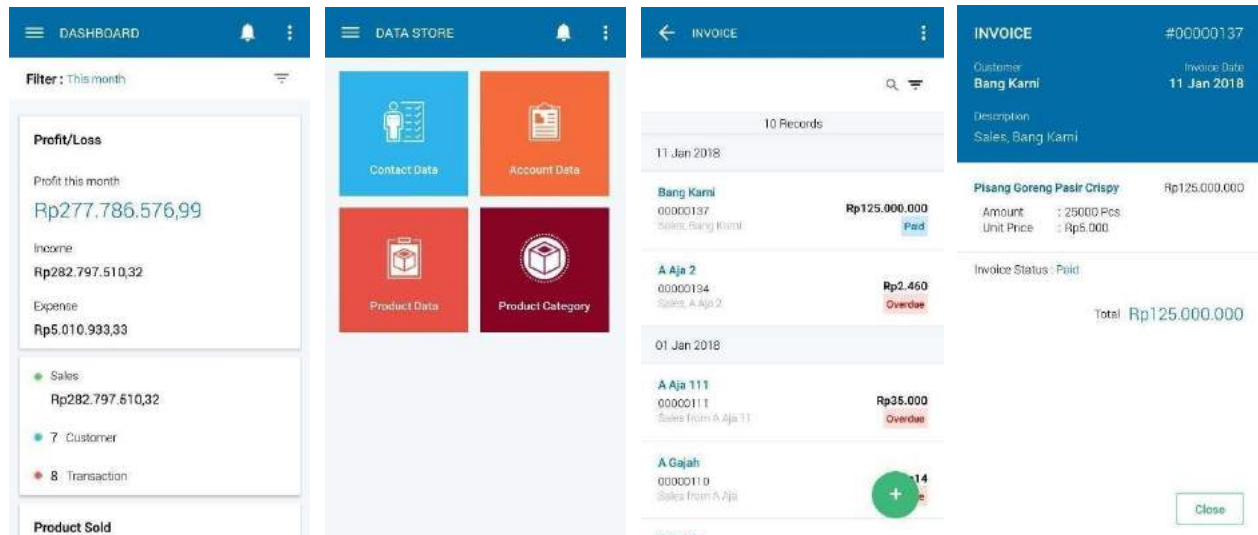 DASHBOARD
Filter : This month
Profit/Loss
Profit this month
Rp277.786.576,99
Income
Rp282.797.510,32
Expense
Rp5.010.933,33
Sales
Rp282.797.510,32
7 Customer
8 Transaction
Product Sold
DATA STORE
Contact Data
Account Data
Product Data
Product Category
INVOICE
10 Records
11 Jan 2018
Bang Karni
00000137 Rp125.000.000
Sales, Bang Karni Paid
A Aja 2
00000134 Rp2.460
Sales, A Aja 2 Overdue
01 Jan 2018
A Aja 111
00000111 Rp35.000
Sales from A Aja 11 Overdue
A Gajah
00000110 14
Sales from A Aja e
INVOICE #00000137
Customer Invoice Date
Bang Karni 11 Jan 2018
Description
Sales, Bang Karni
Pisang Goreng Pasir Crispy Rp125.000.000
Amount : 25000 Pcs
Unit Price : Rp5.000
Invoice Status : Paid
Total Rp125.000.000
Close